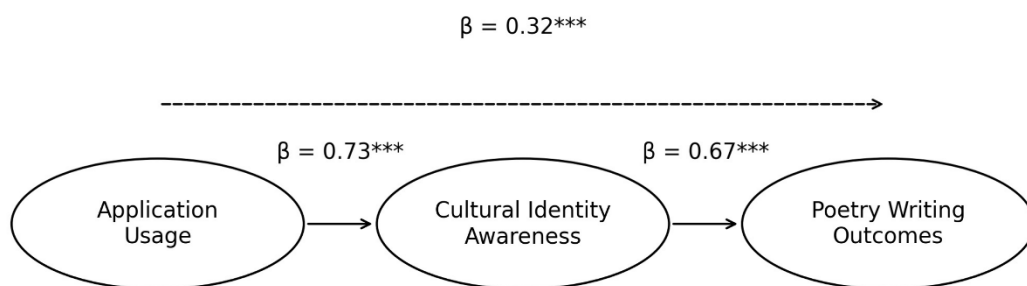 β = 0.32***
β = 0.73***
β = 0.67***
Application
Usage
Cultural Identity
Awareness
Poetry Writing
Outcomes